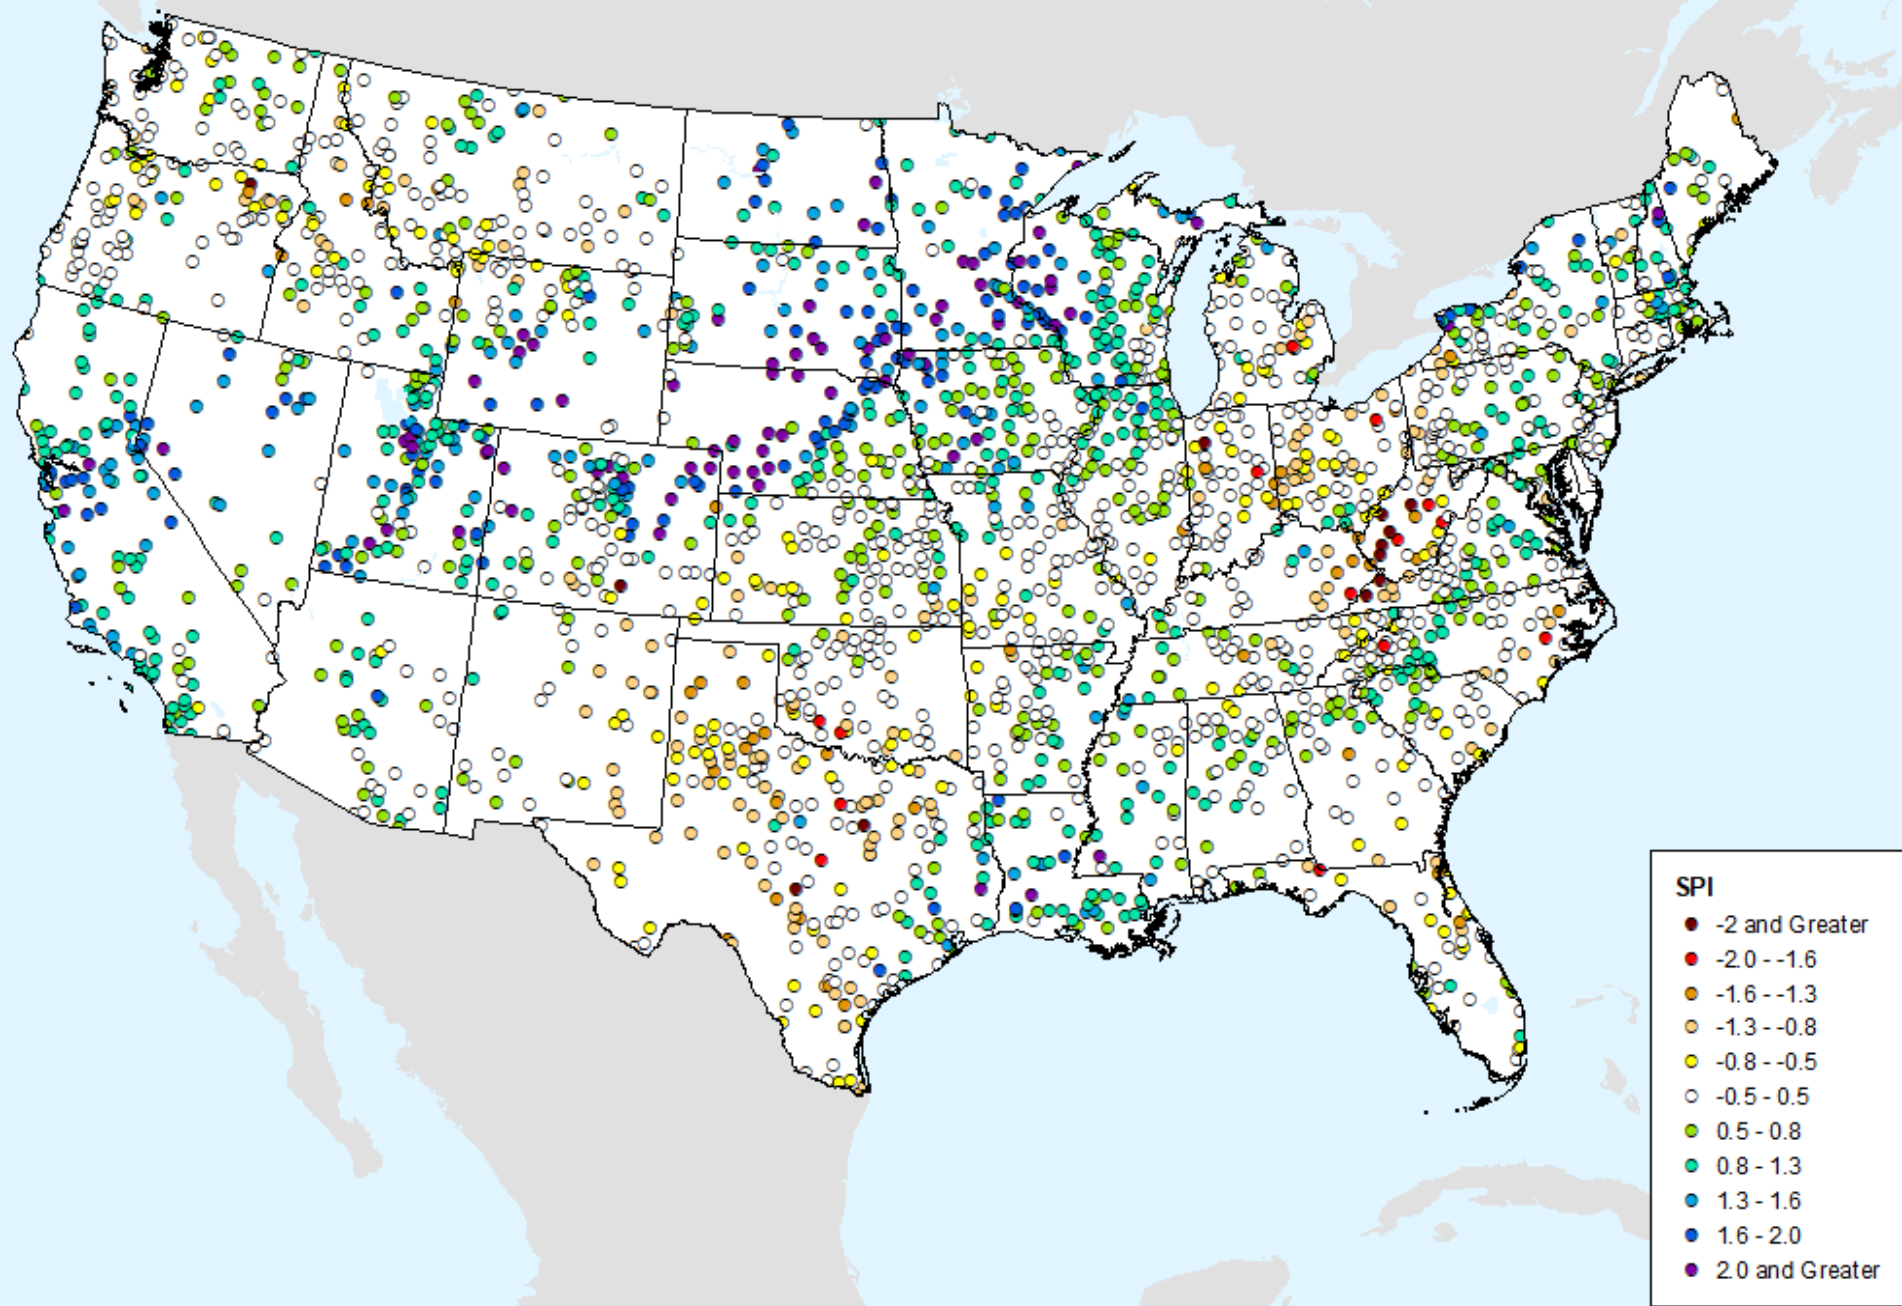 SPI
-2 and Greater
-2.0 - -1.6
-1.6 - -1.3
-1.3 - -0.8
-0.8 - -0.5
-0.5 - 0.5
0.5 - 0.8
0.8 - 1.3
1.3 - 1.6
1.6 - 2.0
2.0 and Greater